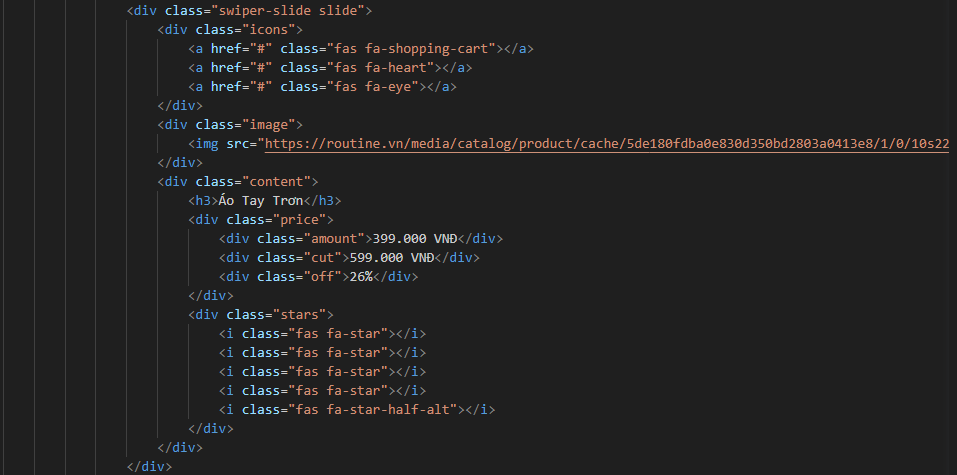 <div class="swiper-slide slide">
<div class="icons">
<a href="#" class="fas fa-shopping-cart"></a>
<a href="#" class="fas fa-heart"></a>
<a href="#" class="fas fa-eye"></a>
</div>
<div class="image">
<img src="https://routine.vn/media/catalog/product/cache/5de180fdba0e830d350bd2803a0413e8/1/0/10s22
</div>
<div class="content">
<h3>Áo Tay Trơn</h3>
<div class="price">
<div class="amount">399.000 VNĐ</div>
<div class="cut">599.000 VNĐ</div>
<div class="off">26%</div>
</div>
<div class="stars">
<i class="fas fa-star"></i>
<i class="fas fa-star"></i>
<i class="fas fa-star"></i>
<i class="fas fa-star"></i>
<i class="fas fa-star-half-alt"></i>
</div>
</div>
</div>